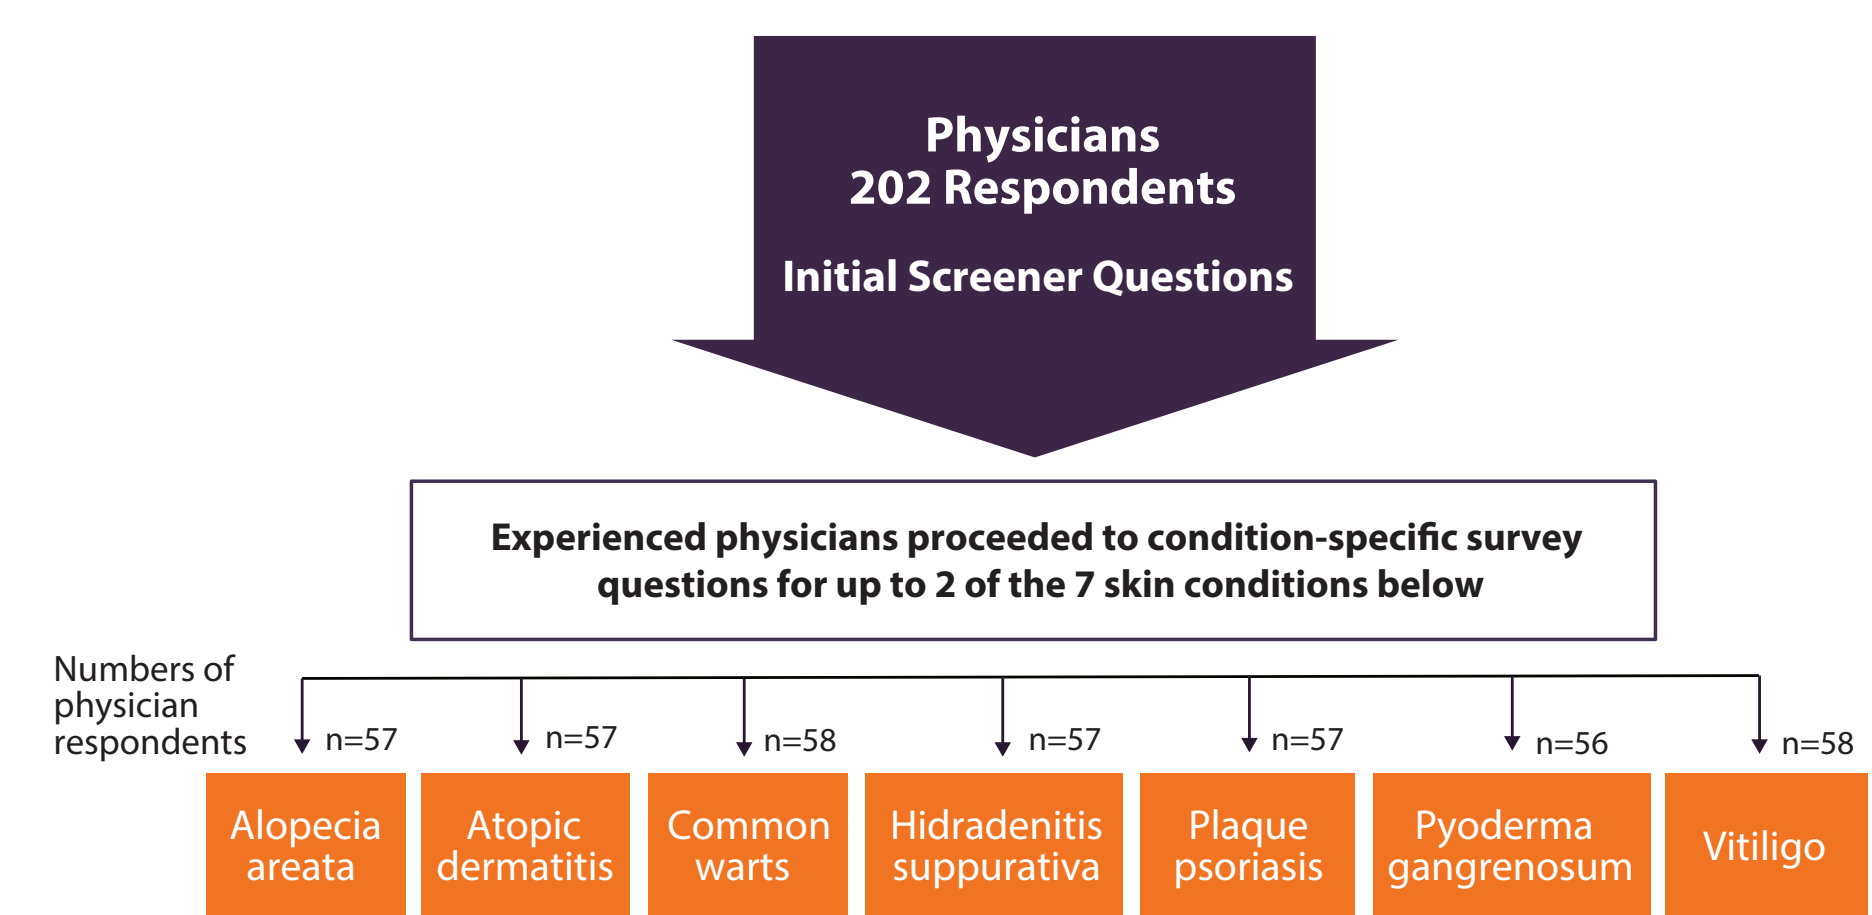 Physicians
202 Respondents
Initial Screener Questions
Experienced physicians proceeded to condition-specific survey
questions for up to 2 of the 7 skin conditions below
Numbers of
physician
respondents
n=57
n=57
n=58
n=57
n=57
n=56
n=58
Alopecia
areata
Atopic
dermatitis
Common
warts
Hidradenitis
suppurativa
Plaque
psoriasis
Pyoderma
gangrenosum
Vitiligo